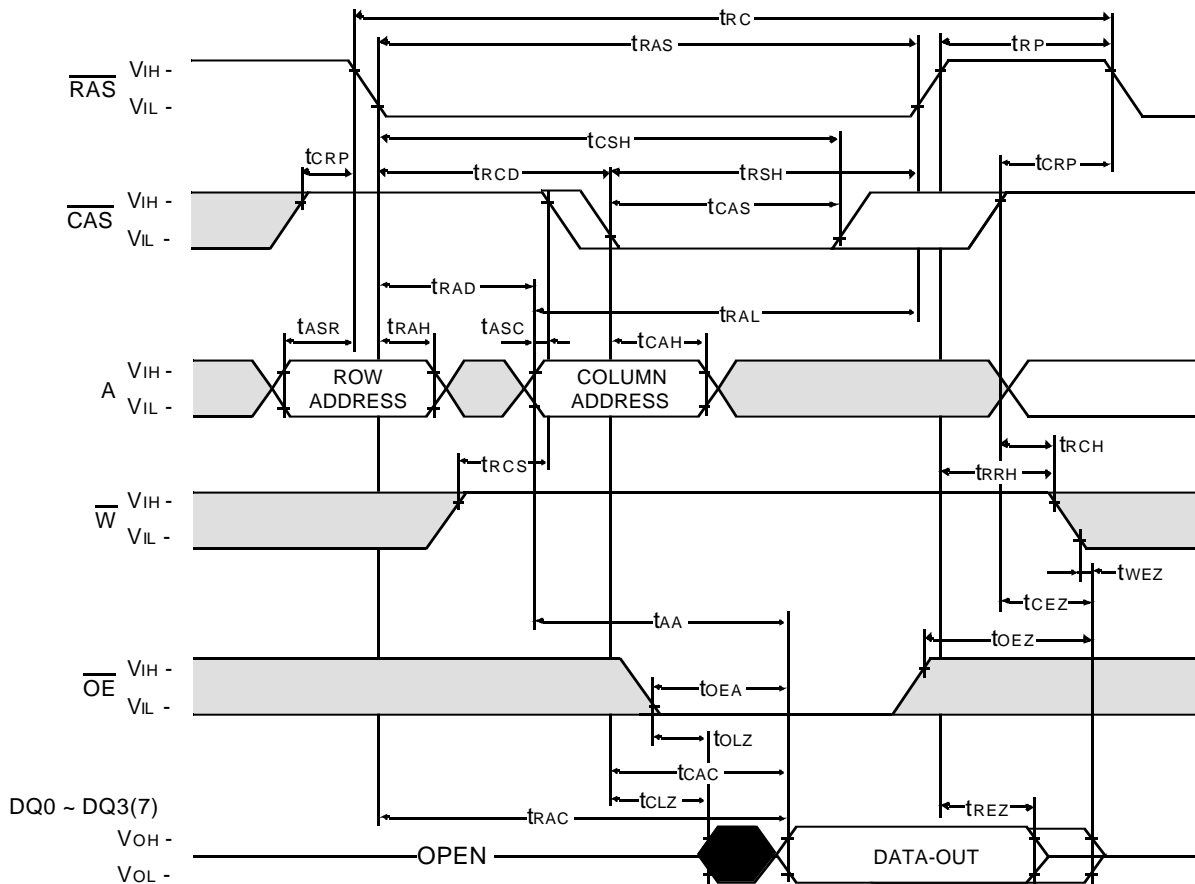 tRC
tRAS
tRP
RAS
VIH -
VIL -
tCSH
tCRP
tRCD
tRSH
tCRP
CAS
VIH -
VIL -
tCAS
tRAD
tRAL
tASR
tRAH
tASC
tCAH
A
VIH -
VIL -
ROW
ADDRESS
COLUMN
ADDRESS
tRCH
tRCS
tRRH
W
VIH -
VIL -
tWEZ
tCEZ
tAA
tOEZ
OE
VIH -
VIL -
tOEA
tOLZ
tCAC
tCLZ
tREZ
tRAC
DQ0 ~ DQ3(7)
VOH -
VOL -
OPEN
DATA-OUT